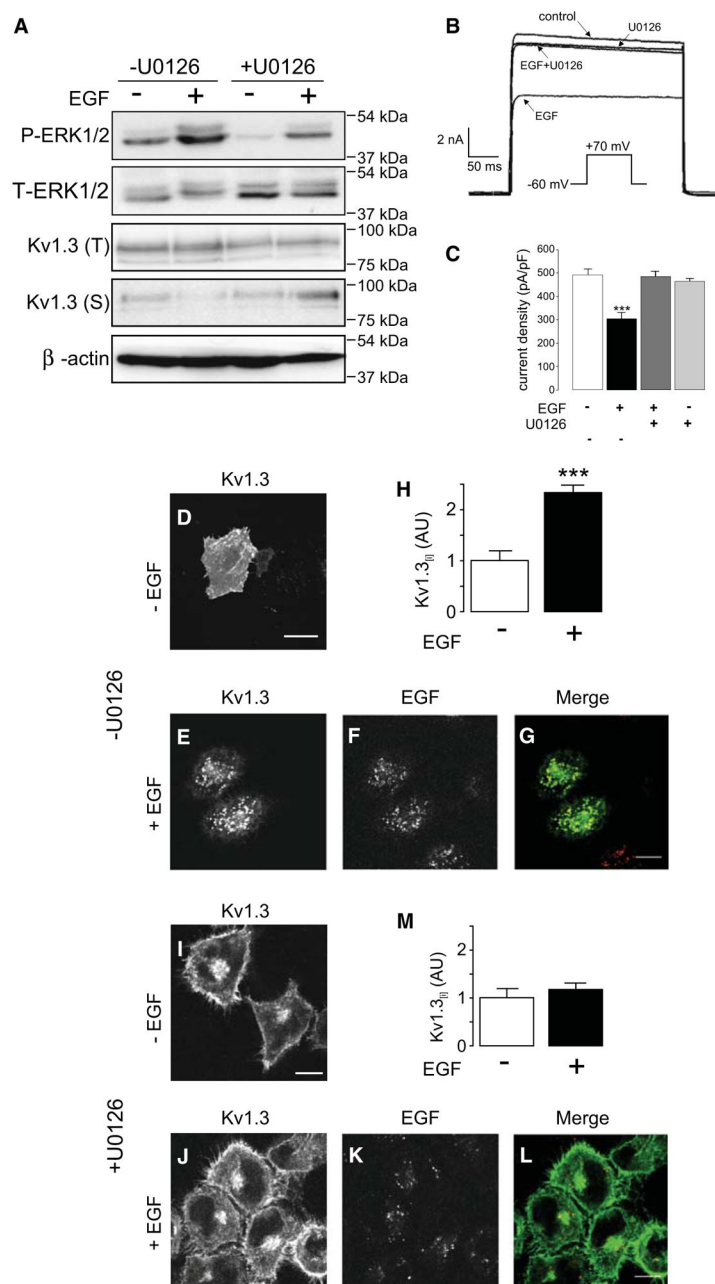 A
-U0126 +U0126
EGF - + - +
P-ERK1/2
54 kDa
37 kDa
T-ERK1/2
54 kDa
37 kDa
Kv1.3 (T)
100 kDa
75 kDa
Kv1.3 (S)
100 kDa
75 kDa
β -actin
54 kDa
37 kDa
B
control
U0126
EGF+U0126
EGF
2 nA
50 ms
+70 mV
-60 mV
C
current density (pA/pF)
600
500
400
300
200
100
0
***
EGF - + + -
U0126 + +
- -
-U0126
Kv1.3
D
- EGF
H
Kv1.3[i] (AU)
2
1
0
***
EGF - +
Kv1.3 EGF Merge
E F G
+ EGF
+U0126
Kv1.3
I
- EGF
M
Kv1.3[i] (AU)
2
1
0
EGF - +
Kv1.3 EGF Merge
J K L
+ EGF